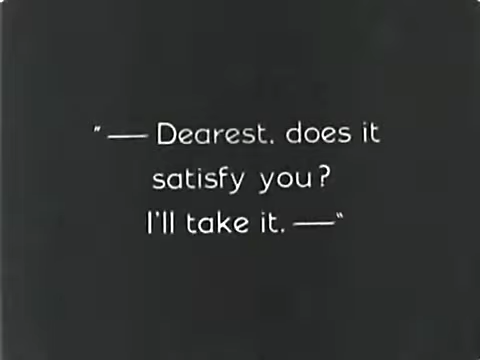 "— Dearest. does it
satisfy you?
I'll take it. —"